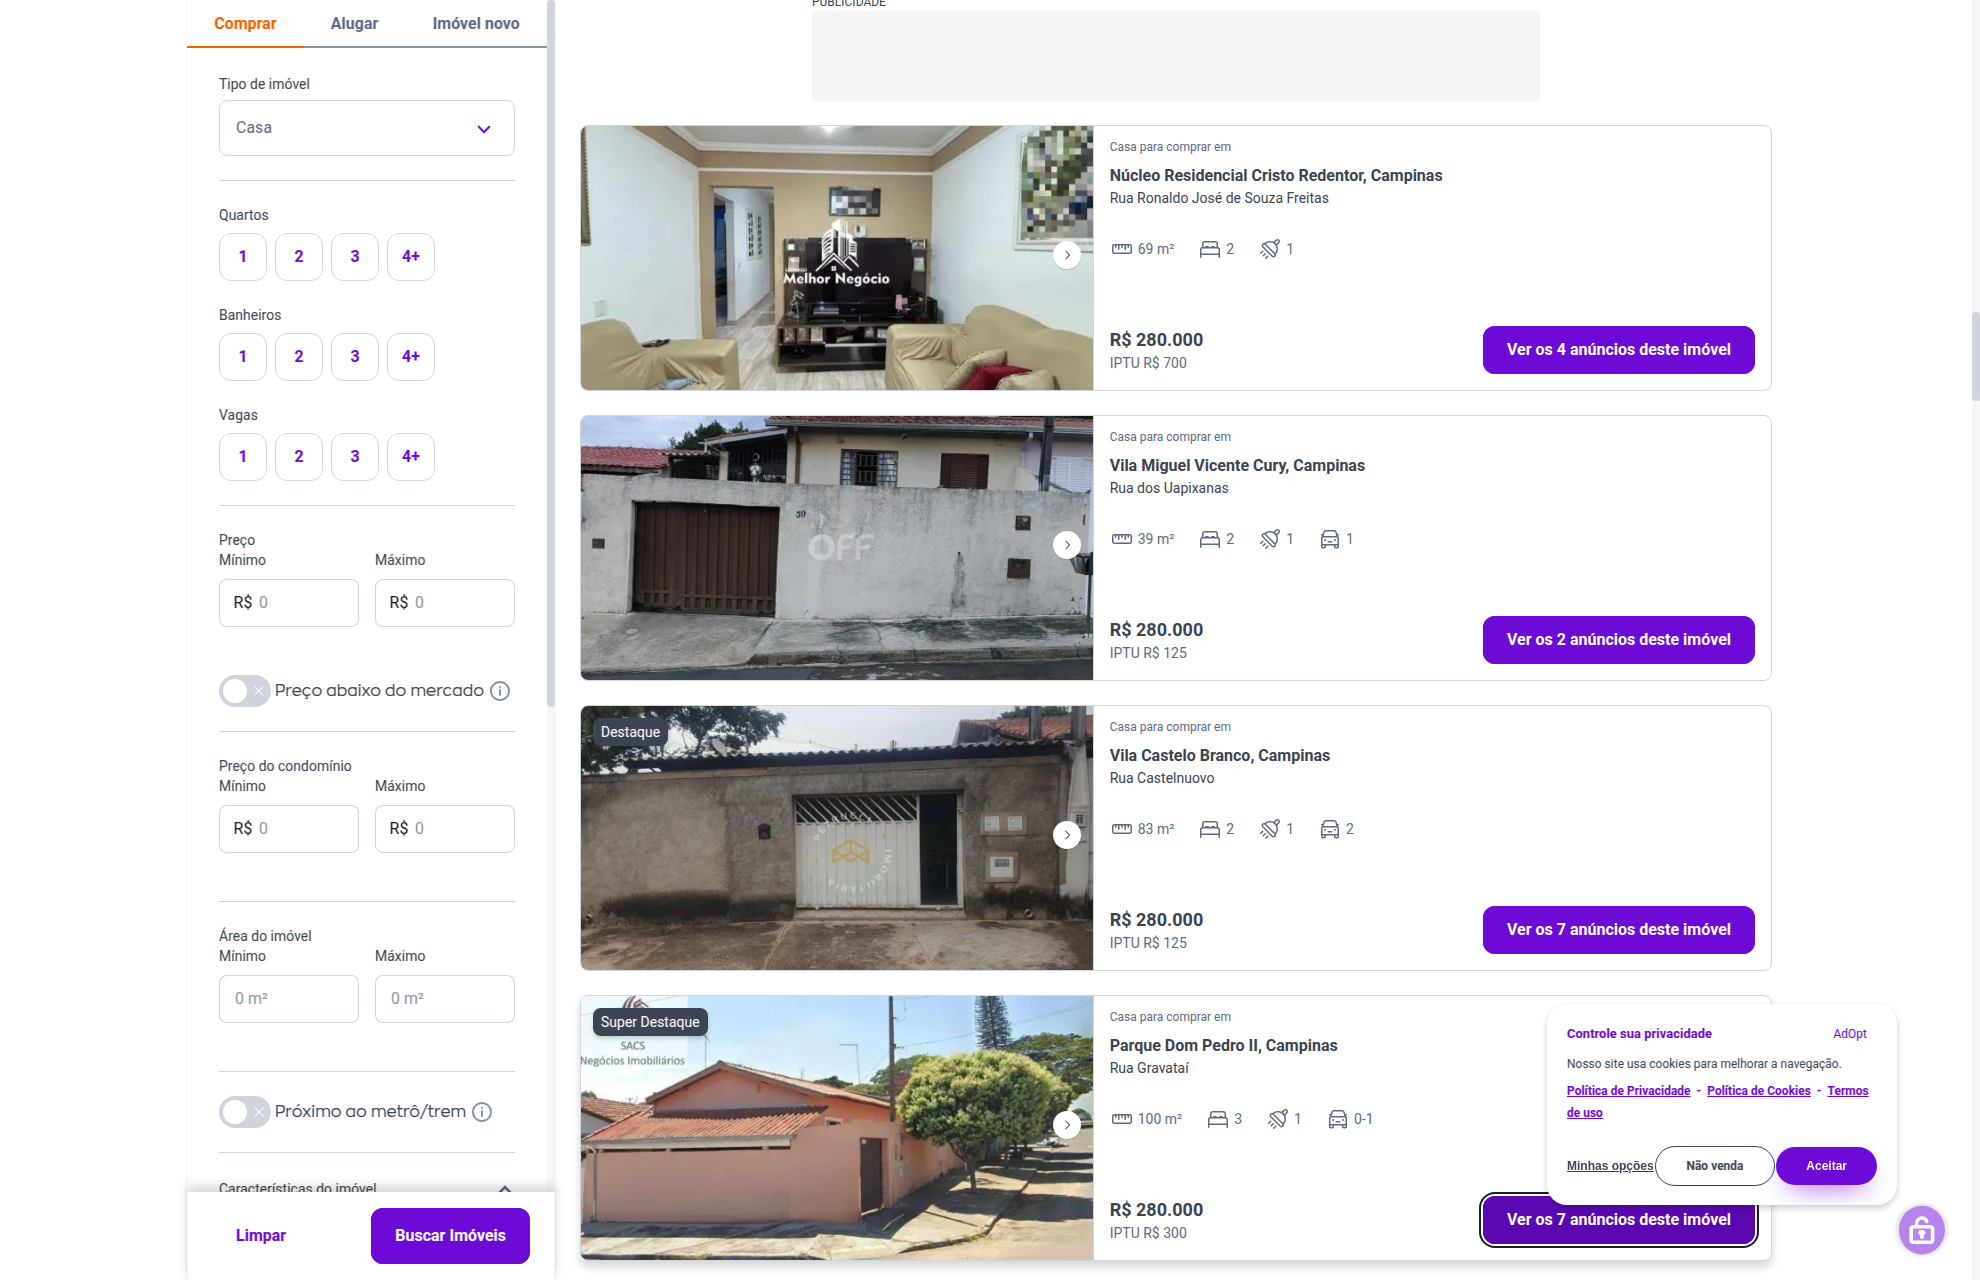 Comprar
Alugar
Imóvel novo
Tipo de imóvel
Casa
Quartos
1
2
3
4+
Banheiros
1
2
3
4+
Vagas
1
2
3
4+
Preço
Mínimo
Máximo
R$ 0
R$ 0
Preço abaixo do mercado
Preço do condomínio
Mínimo
Máximo
R$ 0
R$ 0
Área do imóvel
Mínimo
Máximo
0 m²
0 m²
Próximo ao metrô/trem
Características do imóvel
Limpar
Buscar Imóveis
PUBLICIDADE
Melhor Negócio
Casa para comprar em
Núcleo Residencial Cristo Redentor, Campinas
Rua Ronaldo José de Souza Freitas
69 m²
2
1
R$ 280.000
IPTU R$ 700
Ver os 4 anúncios deste imóvel
OFF
Casa para comprar em
Vila Miguel Vicente Cury, Campinas
Rua dos Uapixanas
39 m²
2
1
1
R$ 280.000
IPTU R$ 125
Ver os 2 anúncios deste imóvel
Destaque
PETRUCCI
IMOBILIÁRIA
Casa para comprar em
Vila Castelo Branco, Campinas
Rua Castelnuovo
83 m²
2
1
2
R$ 280.000
IPTU R$ 125
Ver os 7 anúncios deste imóvel
Super Destaque
SACS
Negócios Imobiliários
Casa para comprar em
Parque Dom Pedro II, Campinas
Rua Gravataí
100 m²
3
1
0-1
R$ 280.000
IPTU R$ 300
Ver os 7 anúncios deste imóvel
Controle sua privacidade
AdOpt
Nosso site usa cookies para melhorar a navegação.
Política de Privacidade - Política de Cookies - Termos
de uso
Minhas opções
Não venda
Aceitar